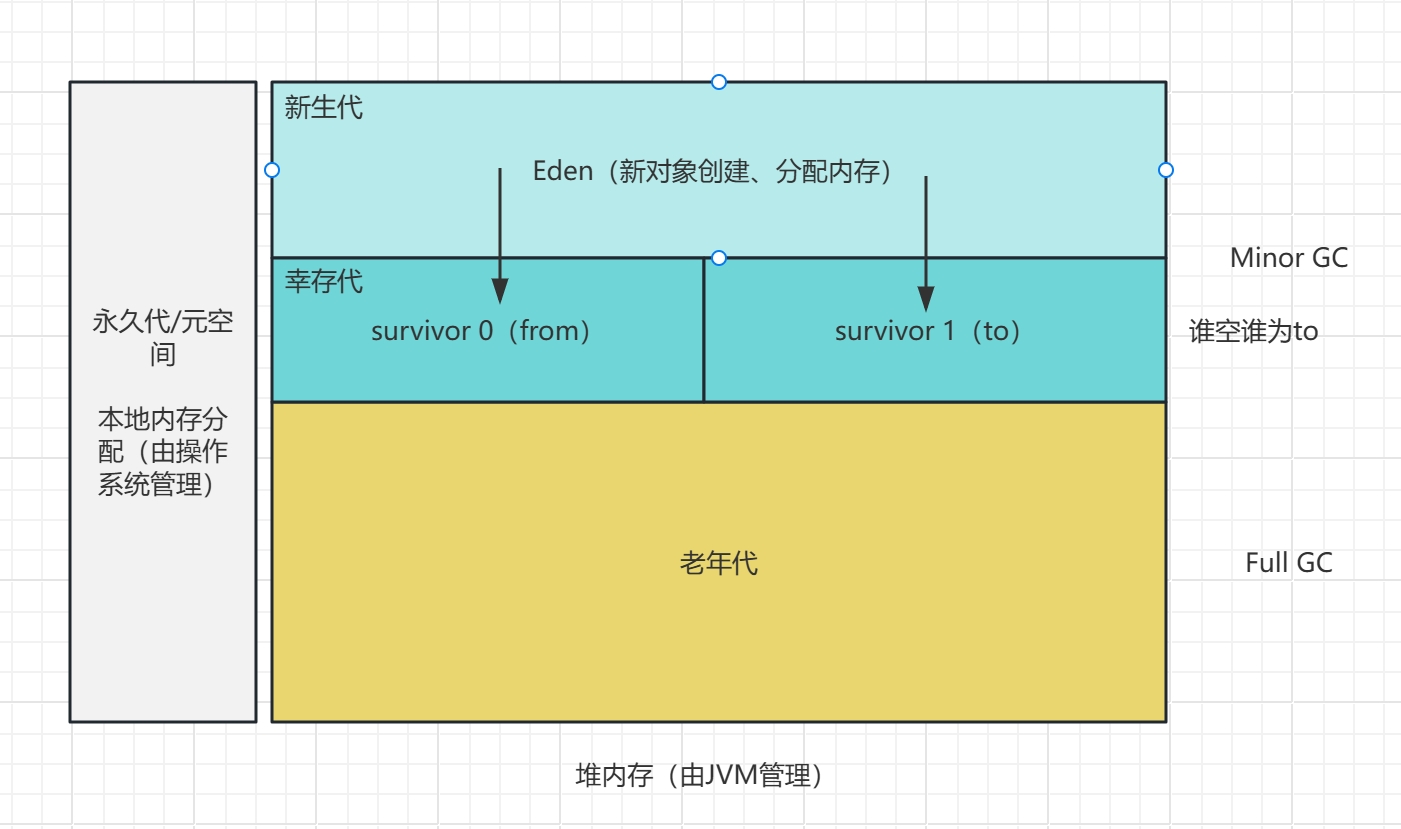 新生代
Eden（新对象创建、分配内存）
Minor GC
幸存代
survivor 0（from）
survivor 1（to）
谁空谁为to
永久代/元空
间
本地内存分
配（由操作
系统管理）
老年代
Full GC
堆内存（由JVM管理）